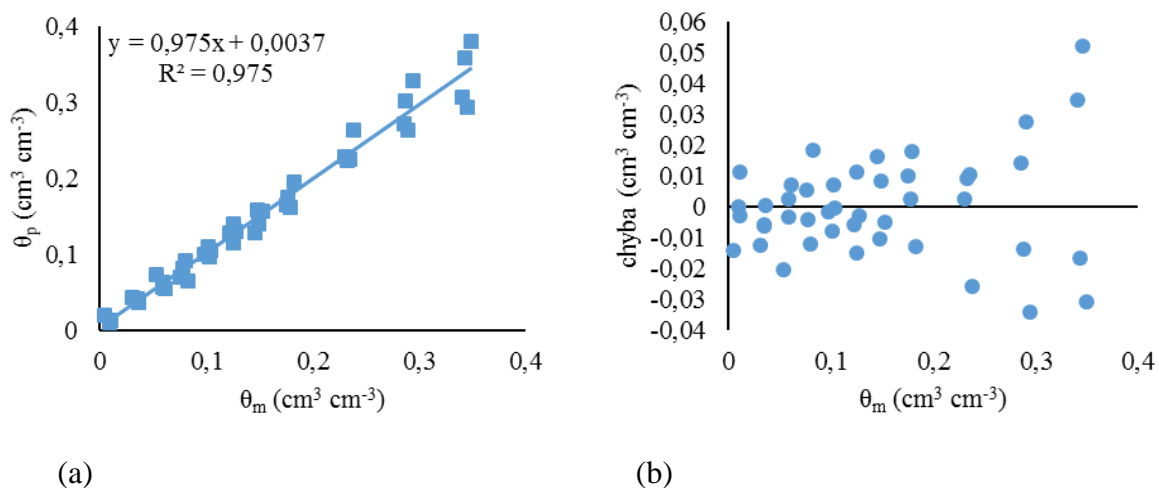 0,4
0,3
0,2
0,1
0
y = 0,975x + 0,0037
R² = 0,975
θp (cm³ cm⁻³)
0 0,1 0,2 0,3 0,4
θm (cm³ cm⁻³)
(a)
0,06
0,05
0,04
0,03
0,02
0,01
0
-0,01
-0,02
-0,03
-0,04
chyba (cm³ cm⁻³)
0 0,1 0,2 0,3 0,4
θm (cm³ cm⁻³)
(b)